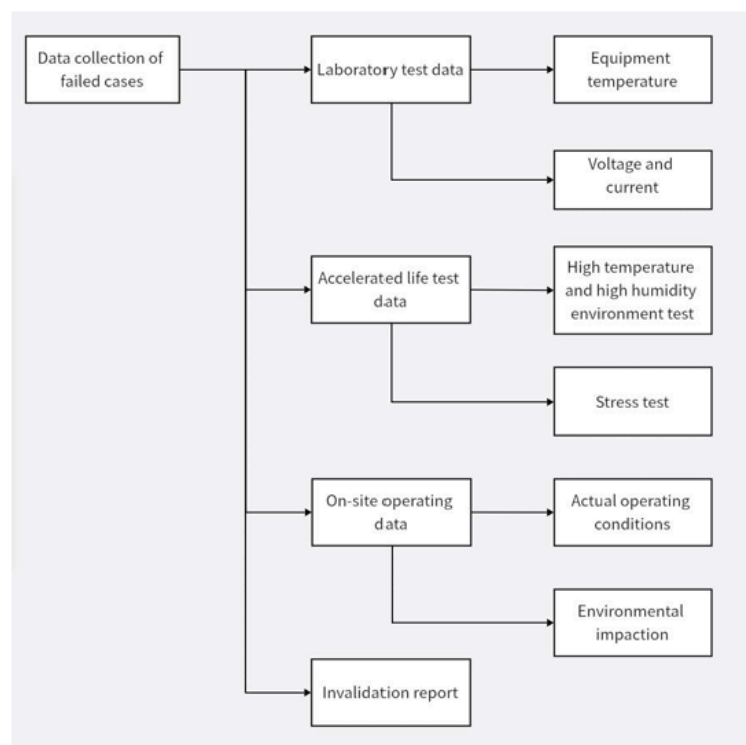 Data collection of
failed cases
Laboratory test data
Equipment
temperature
Voltage and
current
Accelerated life test
data
High temperature
and high humidity
environment test
Stress test
On-site operating
data
Actual operating
conditions
Environmental
impaction
Invalidation report